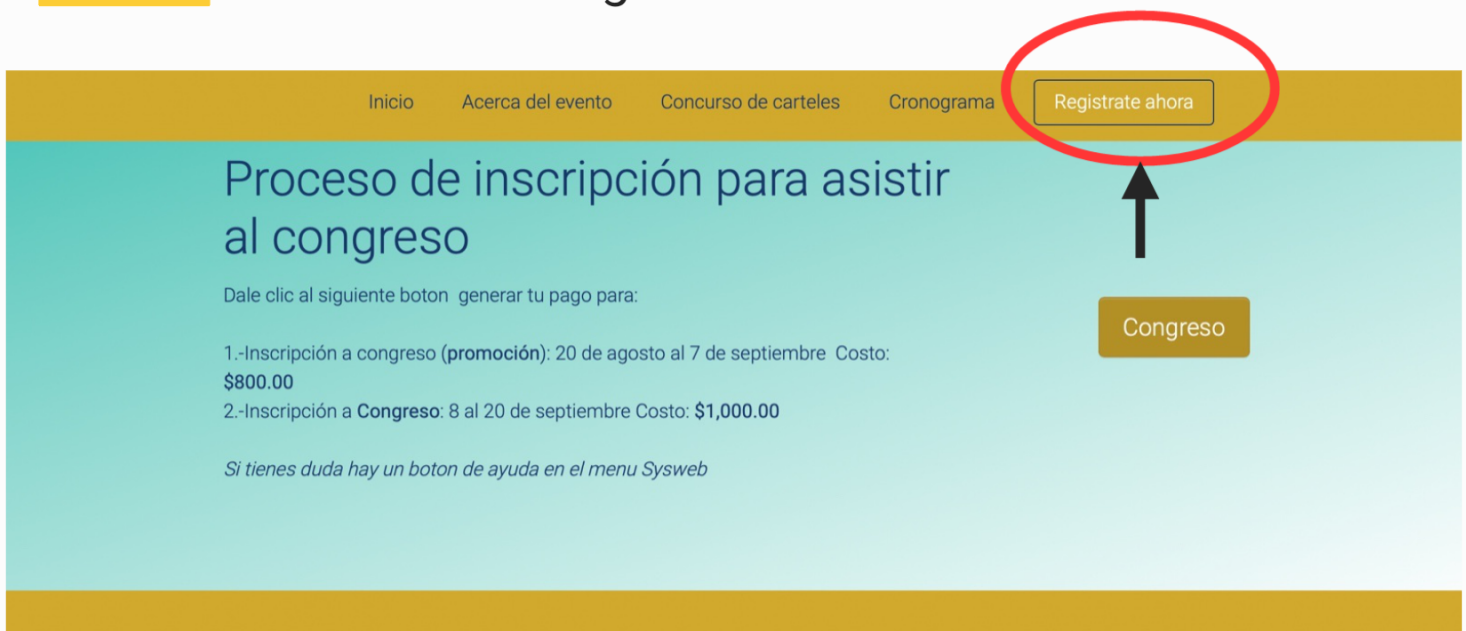 Inicio Acerca del evento Concurso de carteles Cronograma Registrate ahora
Proceso de inscripción para asistir
al congreso
Dale clic al siguiente boton generar tu pago para:
Congreso
1.-Inscripción a congreso (promoción): 20 de agosto al 7 de septiembre Costo:
$800.00
2.-Inscripción a Congreso: 8 al 20 de septiembre Costo: $1,000.00
Si tienes duda hay un boton de ayuda en el menu Sysweb